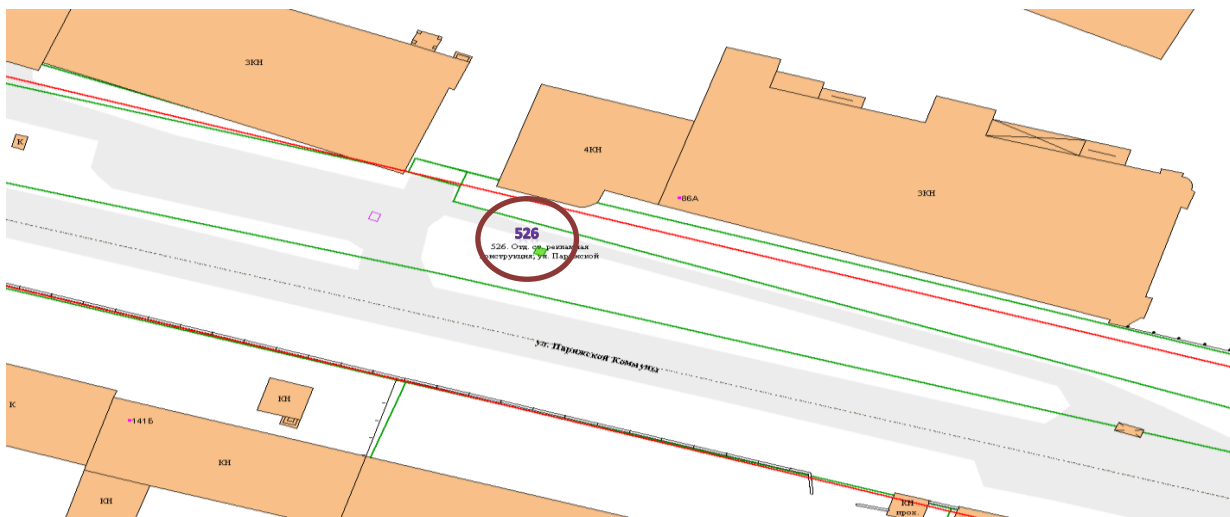 3КН
К
4КН
86А
3КН
526
526. Отд. ст. рекламная
конструкция, ул. Парижской
ул. Парижской Коммуны
К
КН
141Б
КН
КН
КН
прох.